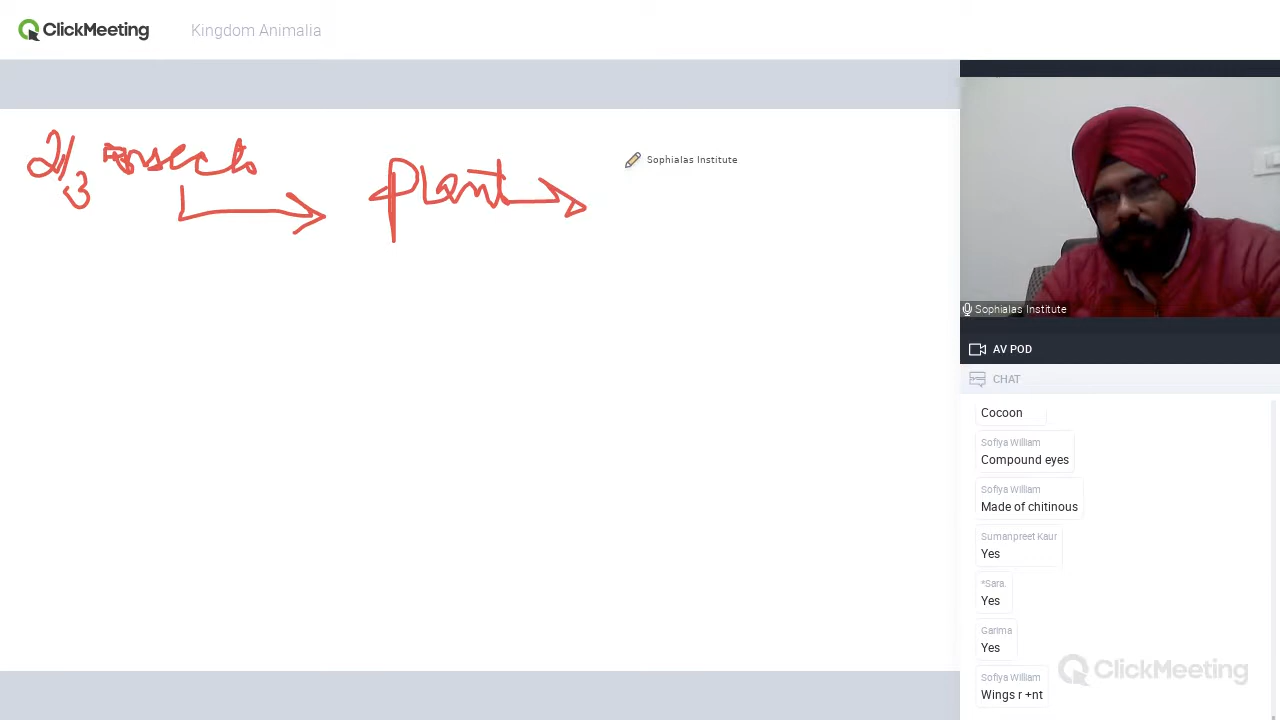 ClickMeeting
Kingdom Animalia
2/3 insects
Plant
Sophialas Institute
Sophialas Institute
AV POD
CHAT
Cocoon
Sofiya William
Compound eyes
Sofiya William
Made of chitinous
Sumanpreet Kaur
Yes
*Sara.
Yes
Garima
Yes
Sofiya William
Wings r +nt
ClickMeeting